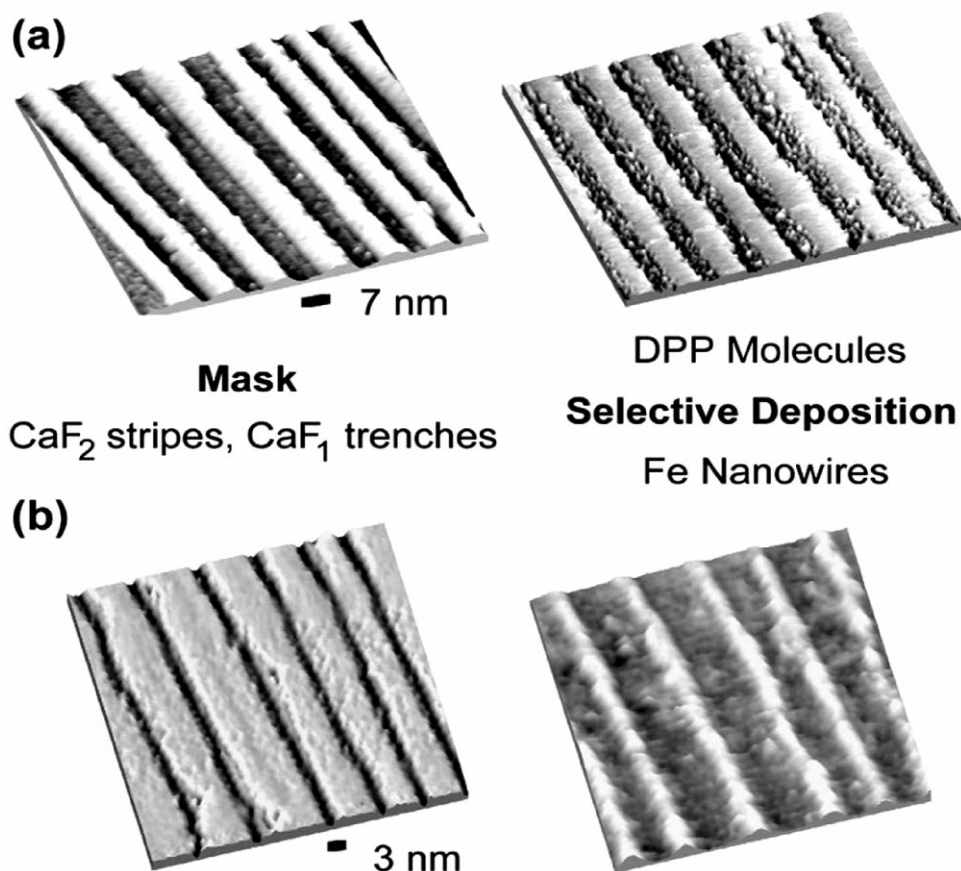 (a)
7 nm
DPP Molecules
Mask
Selective Deposition
CaF₂ stripes, CaF₁ trenches
Fe Nanowires
(b)
3 nm